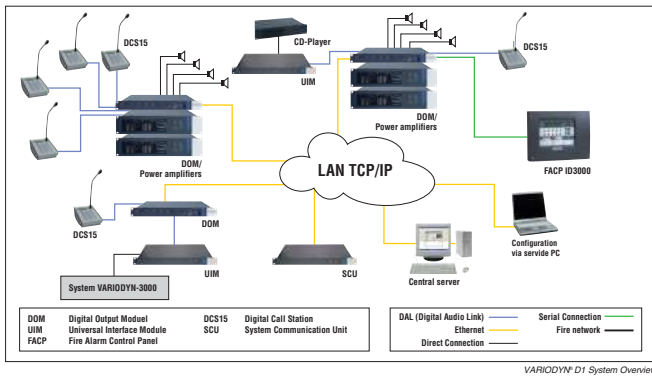 CD-Player
DCS15
DCS15
UIM
DOM/
Power amplifiers
DOM/
Power amplifiers
FACP ID3000
LAN TCP/IP
DCS15
DOM
UIM
SCU
Central server
Configuration
via servide PC
System VARIODYN-3000
DOM Digital Output Moduel
UIM Universal Interface Module
FACP Fire Alarm Control Panel
DCS15 Digital Call Station
SCU System Communication Unit
DAL (Digital Audio Link)
Ethernet
Direct Connection
Serial Connection
Fire network
VARIODYN® D1 System Overview